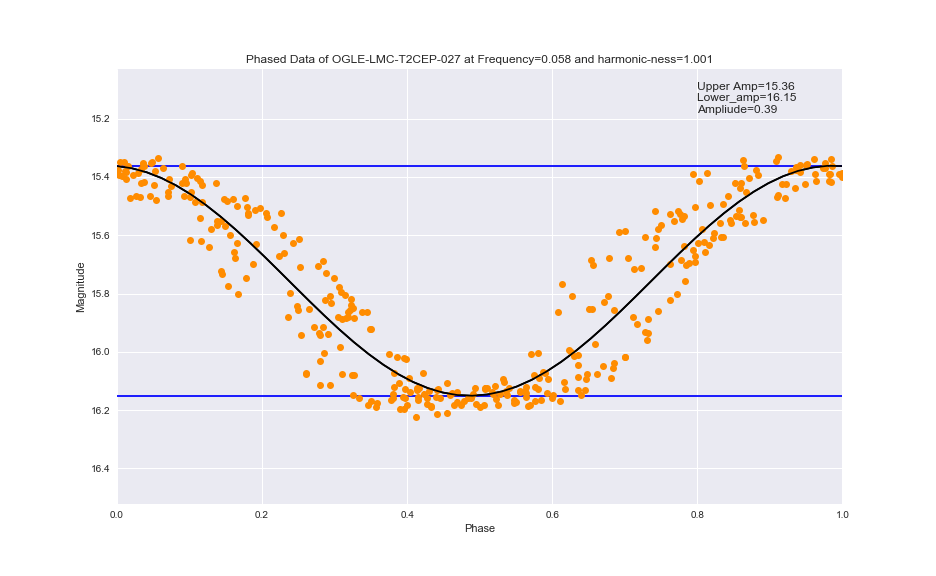 Phased Data of OGLE-LMC-T2CEP-027 at Frequency=0.058 and harmonic-ness=1.001
Upper Amp=15.36
Lower_amp=16.15
Ampliude=0.39
15.2
15.4
15.6
15.8
16.0
16.2
16.4
Magnitude
0.0
0.2
0.4
0.6
0.8
1.0
Phase